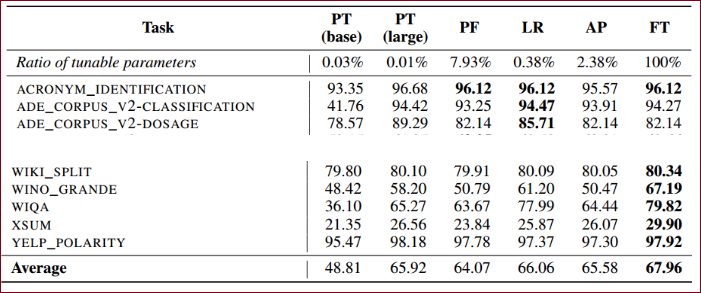 Task PT (base) PT (large) PF LR AP FT
Ratio of tunable parameters 0.03% 0.01% 7.93% 0.38% 2.38% 100%
ACRONYM_IDENTIFICATION 93.35 96.68 96.12 96.12 95.57 96.12
ADE_CORPUS_V2-CLASSIFICATION 41.76 94.42 93.25 94.47 93.91 94.27
ADE_CORPUS_V2-DOSAGE 78.57 89.29 82.14 85.71 82.14 82.14
WIKI_SPLIT 79.80 80.10 79.91 80.09 80.05 80.34
WINO_GRANDE 48.42 58.20 50.79 61.20 50.47 67.19
WIQA 36.10 65.27 63.67 77.99 64.44 79.82
XSUM 21.35 26.56 23.84 25.87 26.07 29.90
YELP_POLARITY 95.47 98.18 97.78 97.37 97.30 97.92
Average 48.81 65.92 64.07 66.06 65.58 67.96